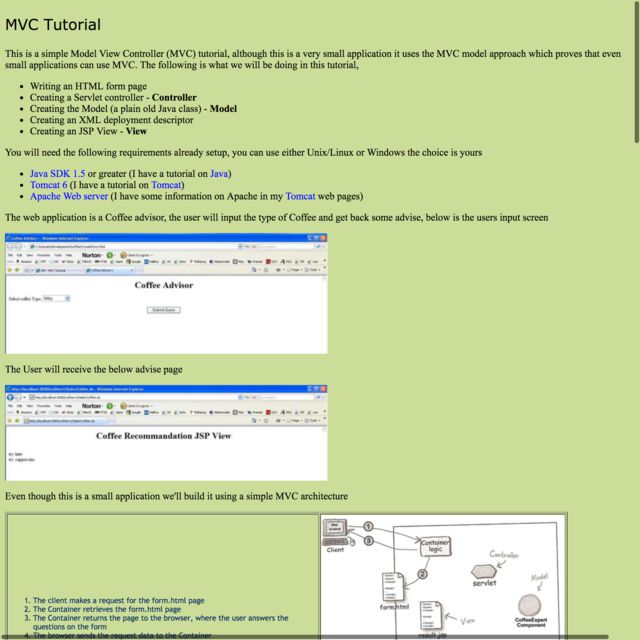 MVC Tutorial
This is a simple Model View Controller (MVC) tutorial, although this is a very small application it uses the MVC model approach which proves that even
small applications can use MVC. The following is what we will be doing in this tutorial,
Writing an HTML form page
Creating a Servlet controller - Controller
Creating the Model (a plain old Java class) - Model
Creating an XML deployment descriptor
Creating an JSP View - View
You will need the following requirements already setup, you can use either Unix/Linux or Windows the choice is yours
Java SDK 1.5 or greater (I have a tutorial on Java)
Tomcat 6 (I have a tutorial on Tomcat)
Apache Web server (I have some information on Apache in my Tomcat web pages)
The web application is a Coffee advisor, the user will input the type of Coffee and get back some advise, below is the users input screen
Norton
Coffee Advisor
Select coffee Type: Milky
Submit Query
The User will receive the below advise page
Norton
Coffee Recommandation JSP View
Even though this is a small application we'll build it using a simple MVC architecture
1. The client makes a request for the form.html page
2. The Container retrieves the form.html page
3. The Container returns the page to the browser, where the user answers the
questions on the form
4. The browser sends the request data to the Container
1
3
Client
Container
logic
2
form.html
Controller
servlet
Model
View
result.jsp
CoffeeExpert
Component